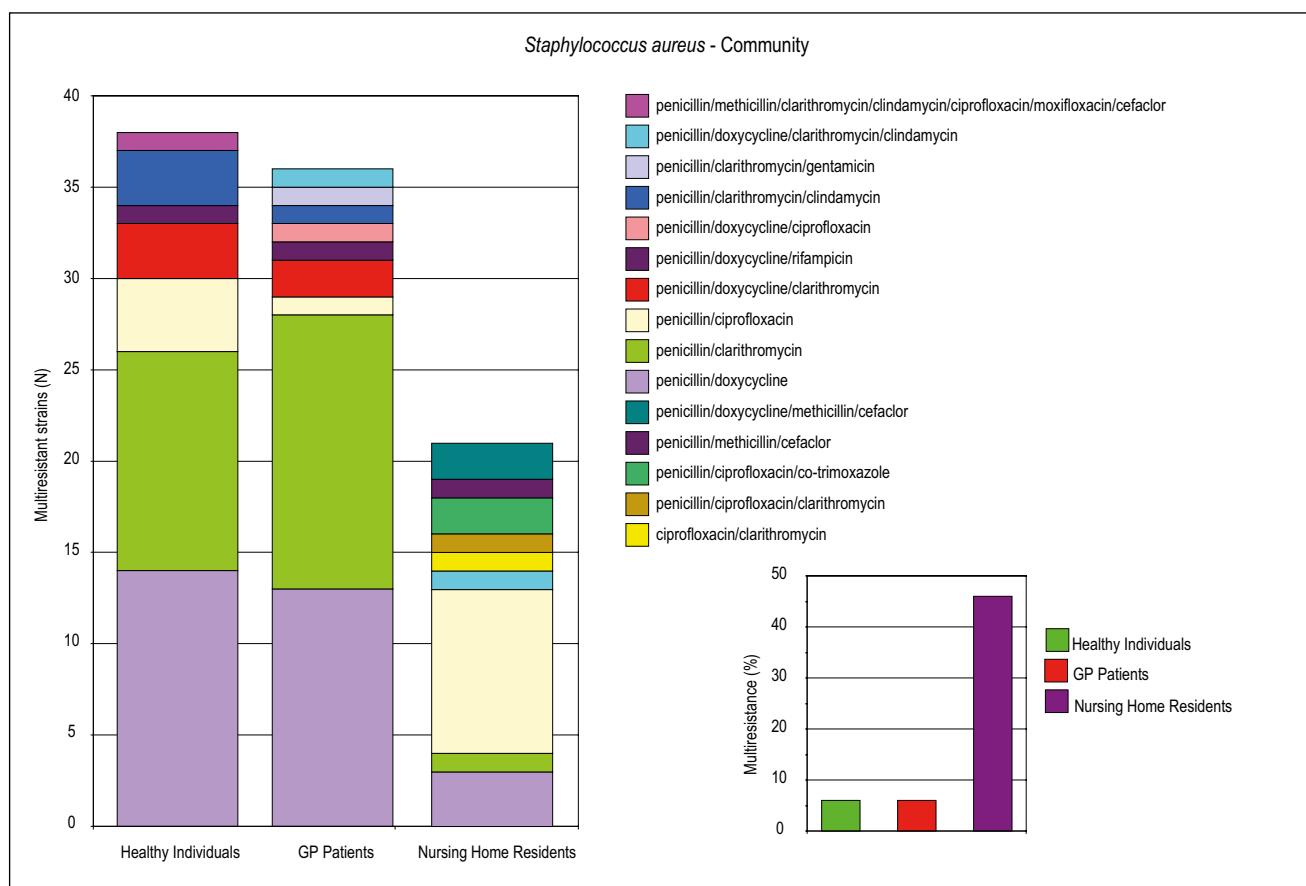 Staphylococcus aureus - Community
Multiresistant strains (N)
40
35
30
25
20
15
10
5
0
Healthy Individuals
GP Patients
Nursing Home Residents
penicillin/methicillin/clarithromycin/clindamycin/ciprofloxacin/moxifloxacin/cefaclor
penicillin/doxycycline/clarithromycin/clindamycin
penicillin/clarithromycin/gentamicin
penicillin/clarithromycin/clindamycin
penicillin/doxycycline/ciprofloxacin
penicillin/doxycycline/rifampicin
penicillin/doxycycline/clarithromycin
penicillin/ciprofloxacin
penicillin/clarithromycin
penicillin/doxycycline
penicillin/doxycycline/methicillin/cefaclor
penicillin/methicillin/cefaclor
penicillin/ciprofloxacin/co-trimoxazole
penicillin/ciprofloxacin/clarithromycin
ciprofloxacin/clarithromycin
Multiresistance (%)
50
40
30
20
10
0
Healthy Individuals
GP Patients
Nursing Home Residents